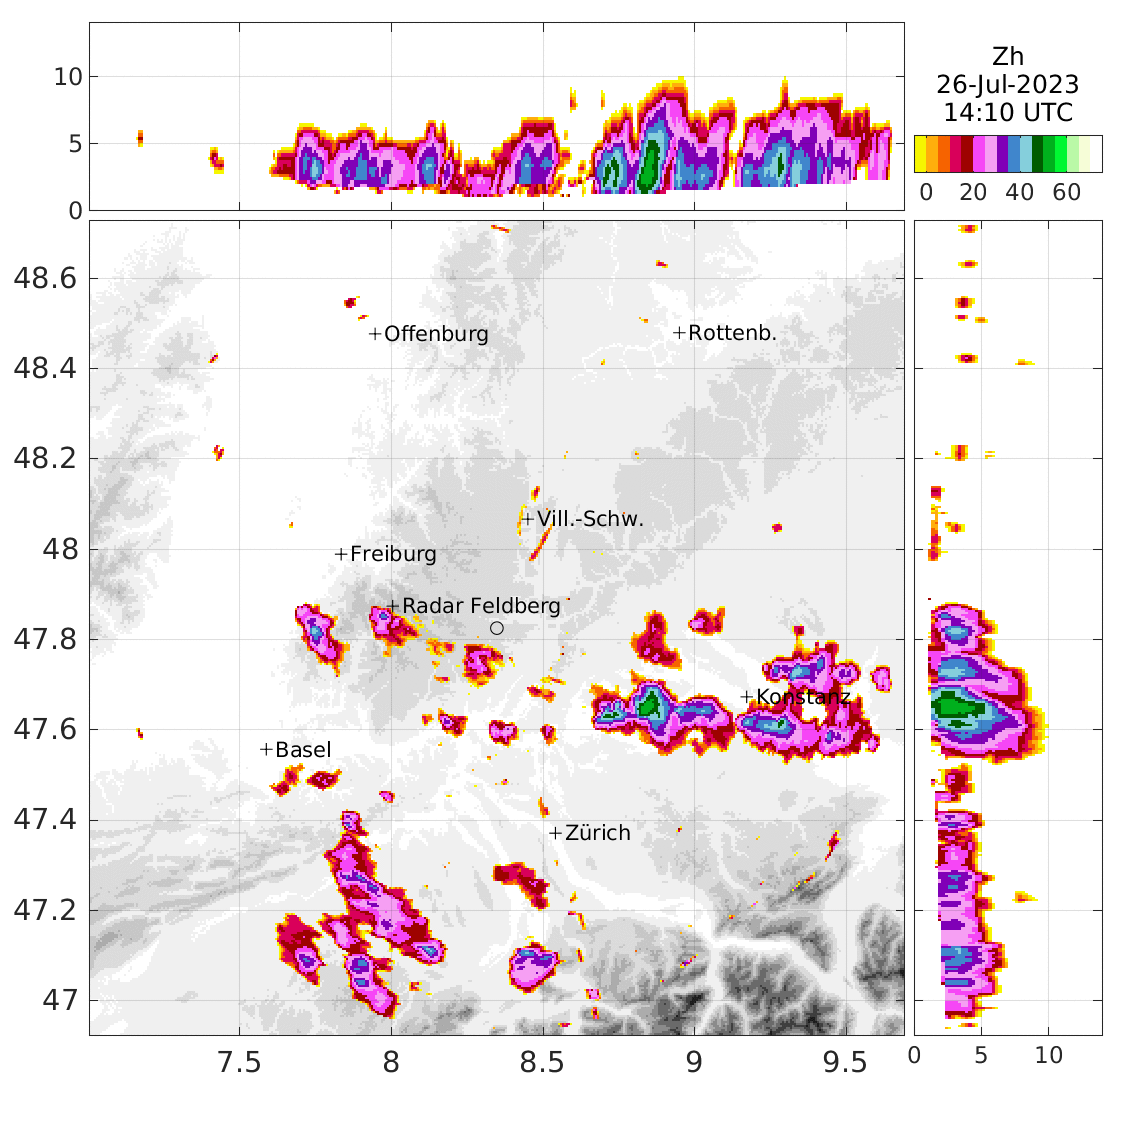 10
5
0
Zh
26-Jul-2023
14:10 UTC
0 20 40 60
48.6
48.4
48.2
48
47.8
47.6
47.4
47.2
47
+Offenburg
+Rottenb.
+Vill.-Schw.
+Freiburg
+Radar Feldberg
+Konstanz
+Basel
+Zürich
7.5 8 8.5 9 9.5
0 5 10